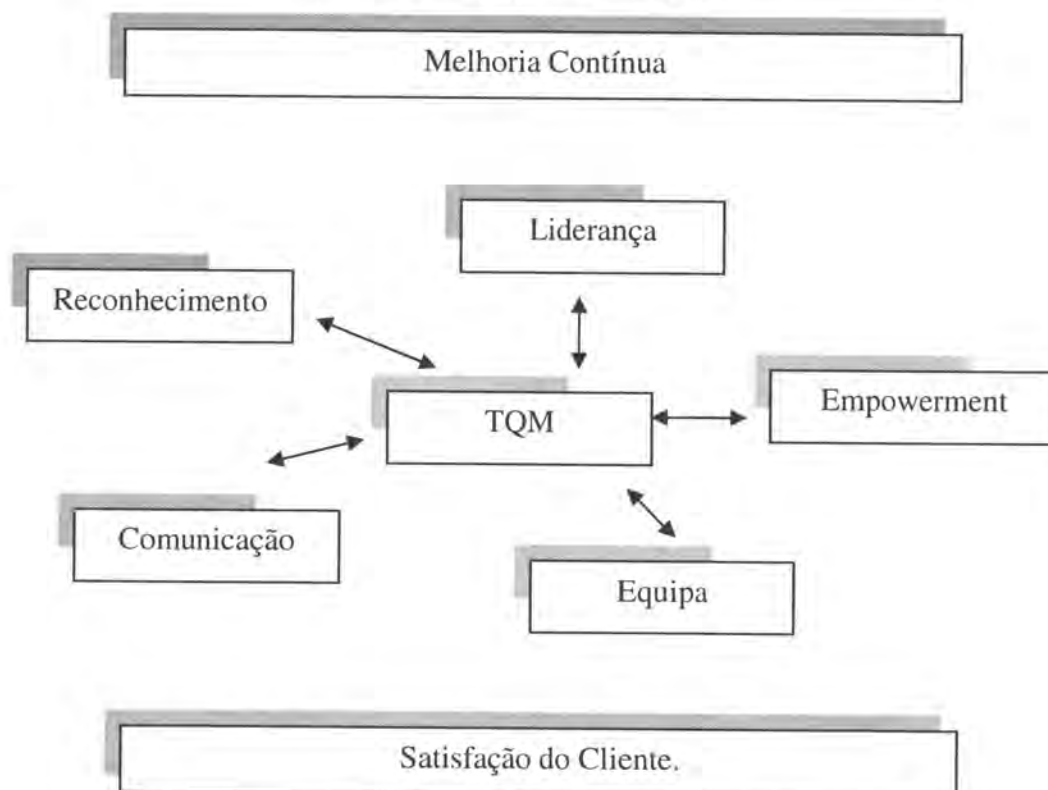 Melhoria Contínua
Liderança
Reconhecimento
Empowerment
TQM
Comunicação
Equipa
Satisfação do Cliente.